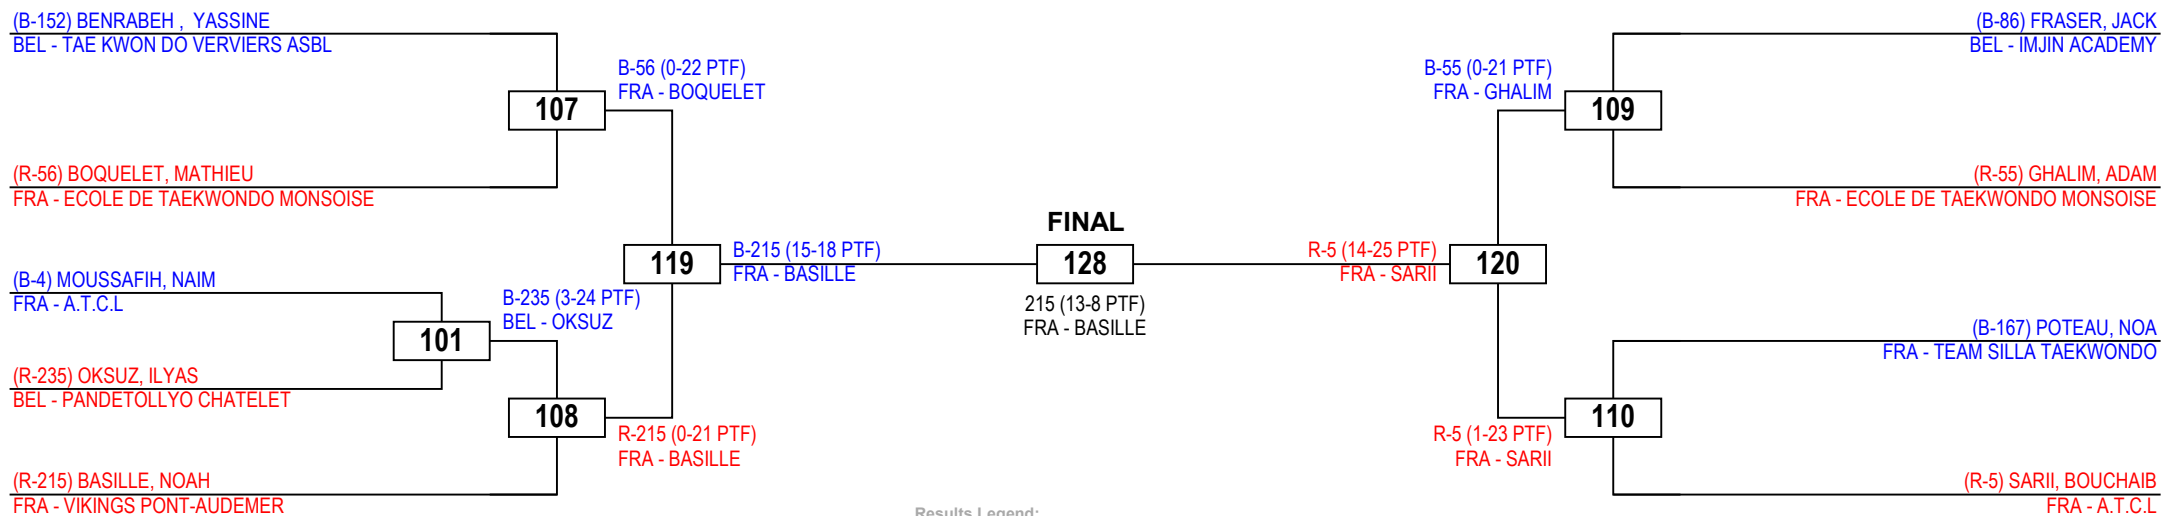 (B-152) BENRABEH , YASSINE
BEL - TAE KWON DO VERVIERS ASBL
107
B-56 (0-22 PTF)
FRA - BOQUELET
(R-56) BOQUELET, MATHIEU
FRA - ECOLE DE TAEKWONDO MONSOISE
119
B-215 (15-18 PTF)
FRA - BASILLE
(B-4) MOUSSAFIH, NAIM
FRA - A.T.C.L
101
B-235 (3-24 PTF)
BEL - OKSUZ
(R-235) OKSUZ, ILYAS
BEL - PANDETOLLYO CHATELET
108
R-215 (0-21 PTF)
FRA - BASILLE
(R-215) BASILLE, NOAH
FRA - VIKINGS PONT-AUDEMER
FINAL
128
215 (13-8 PTF)
FRA - BASILLE
Results Legend:
(B-86) FRASER, JACK
BEL - IMJIN ACADEMY
B-55 (0-21 PTF)
FRA - GHALIM
109
(R-55) GHALIM, ADAM
FRA - ECOLE DE TAEKWONDO MONSOISE
R-5 (14-25 PTF)
FRA - SARII
120
(B-167) POTEAU, NOA
FRA - TEAM SILLA TAEKWONDO
110
R-5 (1-23 PTF)
FRA - SARII
(R-5) SARII, BOUCHAIB
FRA - A.T.C.L